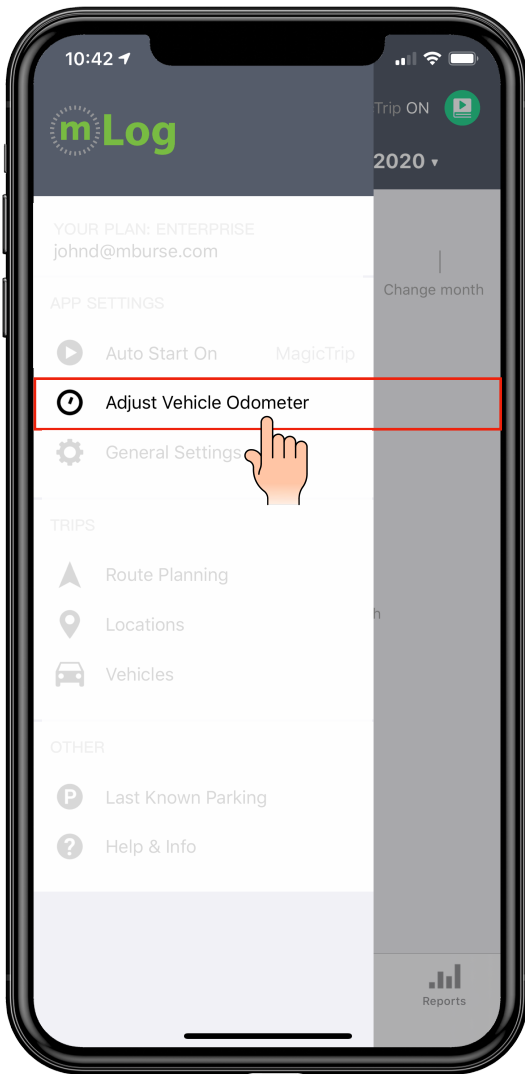 10:42
mLog
Trip ON
2020
YOUR PLAN: ENTERPRISE
johnd@mburse.com
Change month
APP SETTINGS
Auto Start On MagicTrip
Adjust Vehicle Odometer
General Settings
TRIPS
Route Planning
Locations
h
Vehicles
OTHER
P
Last Known Parking
?
Help & Info
Reports